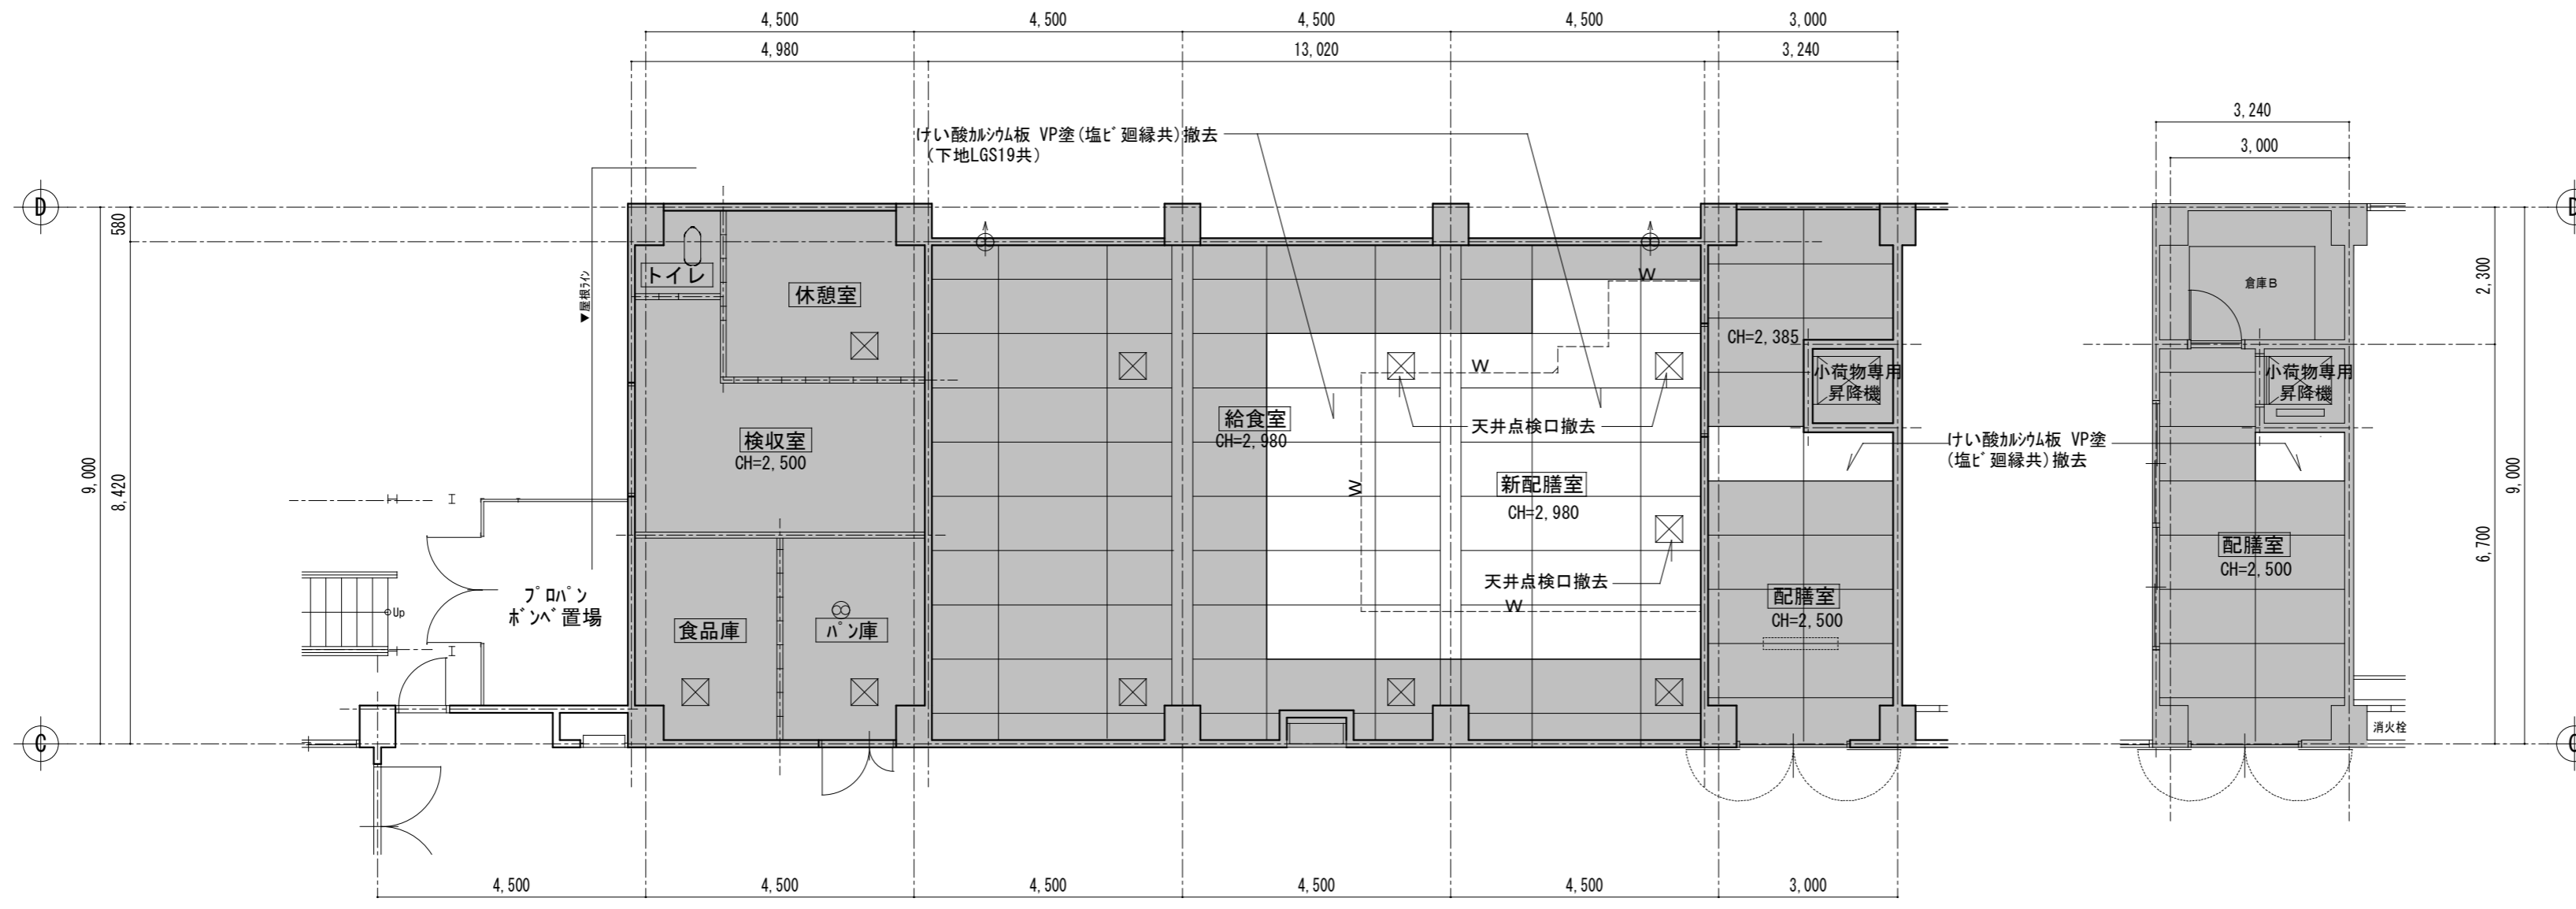 4,500 4,500 4,500 4,500 3,000
4,980 13,020 3,240
3,240
3,000
けい酸カルシウム板 VP塗(塩ビ廻縁共)撤去
(下地LGS19共)
D
580
9,000
8,420
▼屋根ライン
トイレ
休憩室
W
CH=2,385
小荷物専用
昇降機
W
給食室
CH=2,980
天井点検口撤去
検収室
CH=2,500
W
新配膳室
CH=2,980
けい酸カルシウム板 VP塗
(塩ビ廻縁共)撤去
天井点検口撤去
W
配膳室
CH=2,500
プロパン
ボンベ置場
Up
食品庫
パン庫
C
倉庫B
小荷物専用
昇降機
配膳室
CH=2,500
消火栓
2,300
6,700
9,000
4,500 4,500 4,500 4,500 4,500 3,000